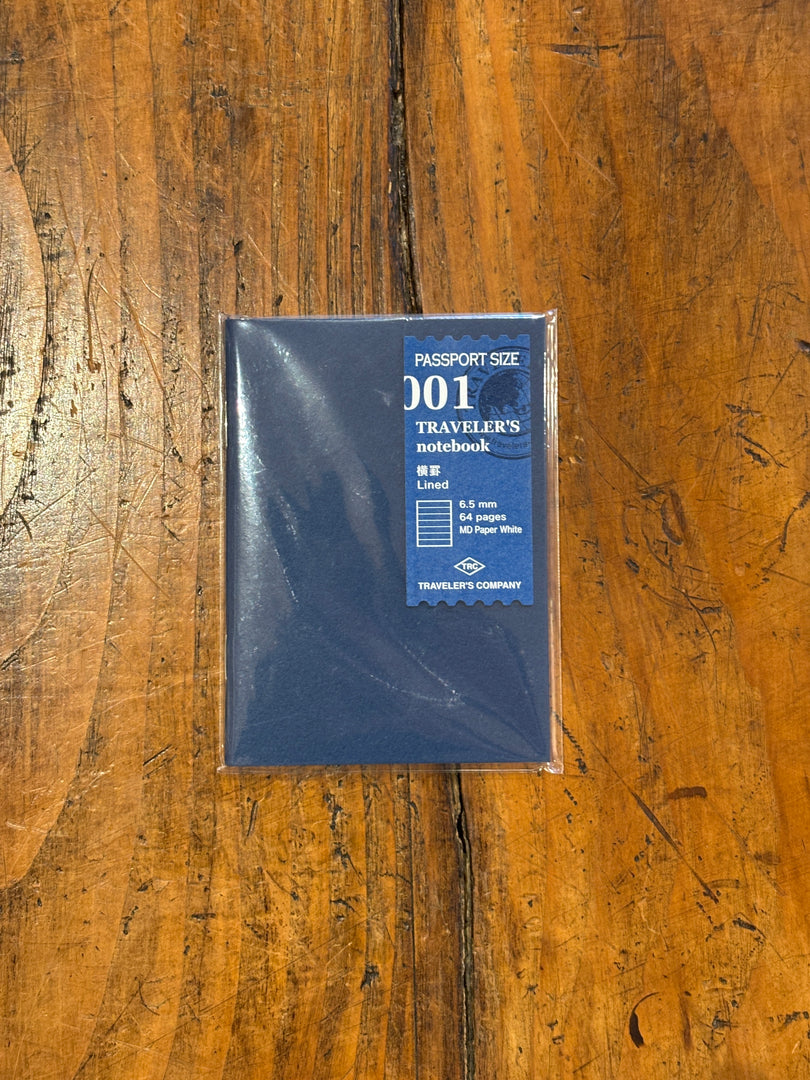 PASSPORT SIZE
001
TRAVELER'S
notebook
横罫
Lined
6.5 mm
64 pages
MD Paper White
TRC
TRAVELER'S COMPANY